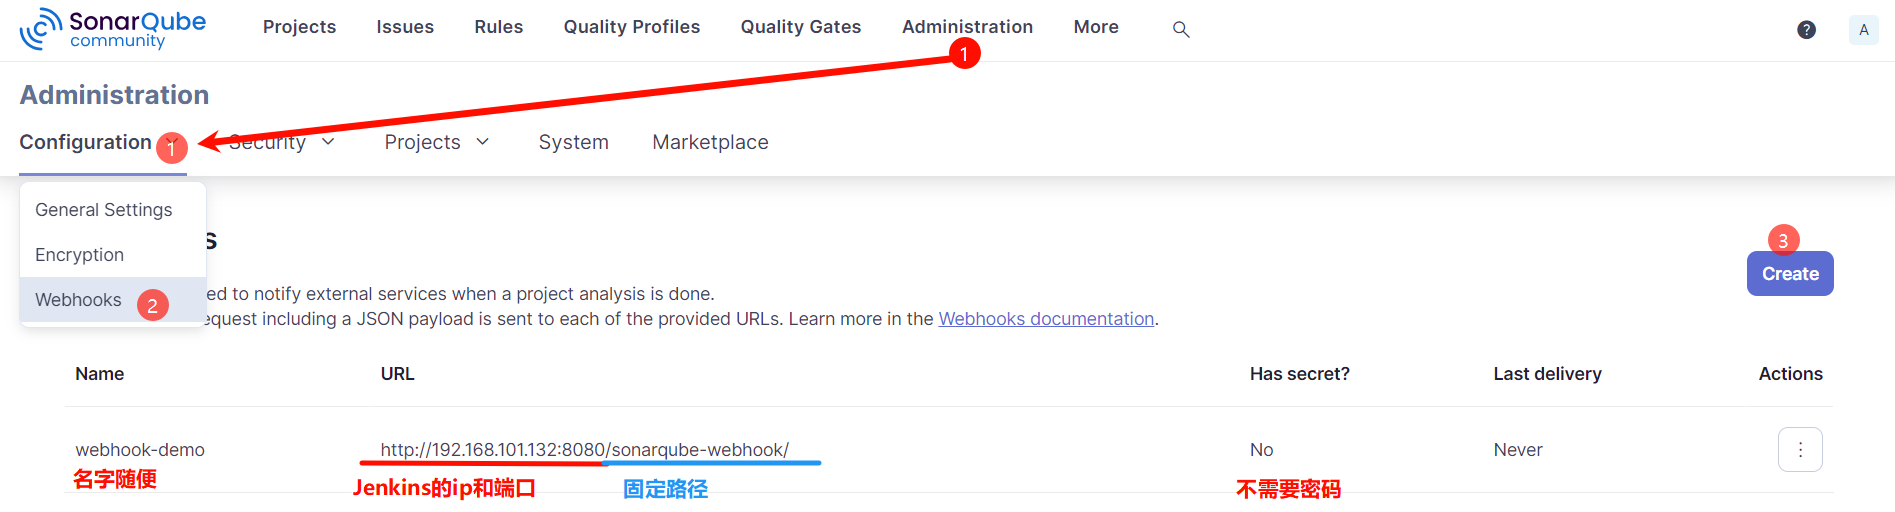 SonarQube
community
Projects Issues Rules Quality Profiles Quality Gates Administration More
? A
1
Administration
Configuration 1 Security Projects System Marketplace
General Settings
s
Encryption
3
Create
Webhooks 2 ed to notify external services when a project analysis is done.
equest including a JSON payload is sent to each of the provided URLs. Learn more in the Webhooks documentation.
Name URL Has secret? Last delivery Actions
webhook-demo http://192.168.101.132:8080/sonarqube-webhook/ No Never
名字随便 Jenkins的ip和端口 固定路径 不需要密码